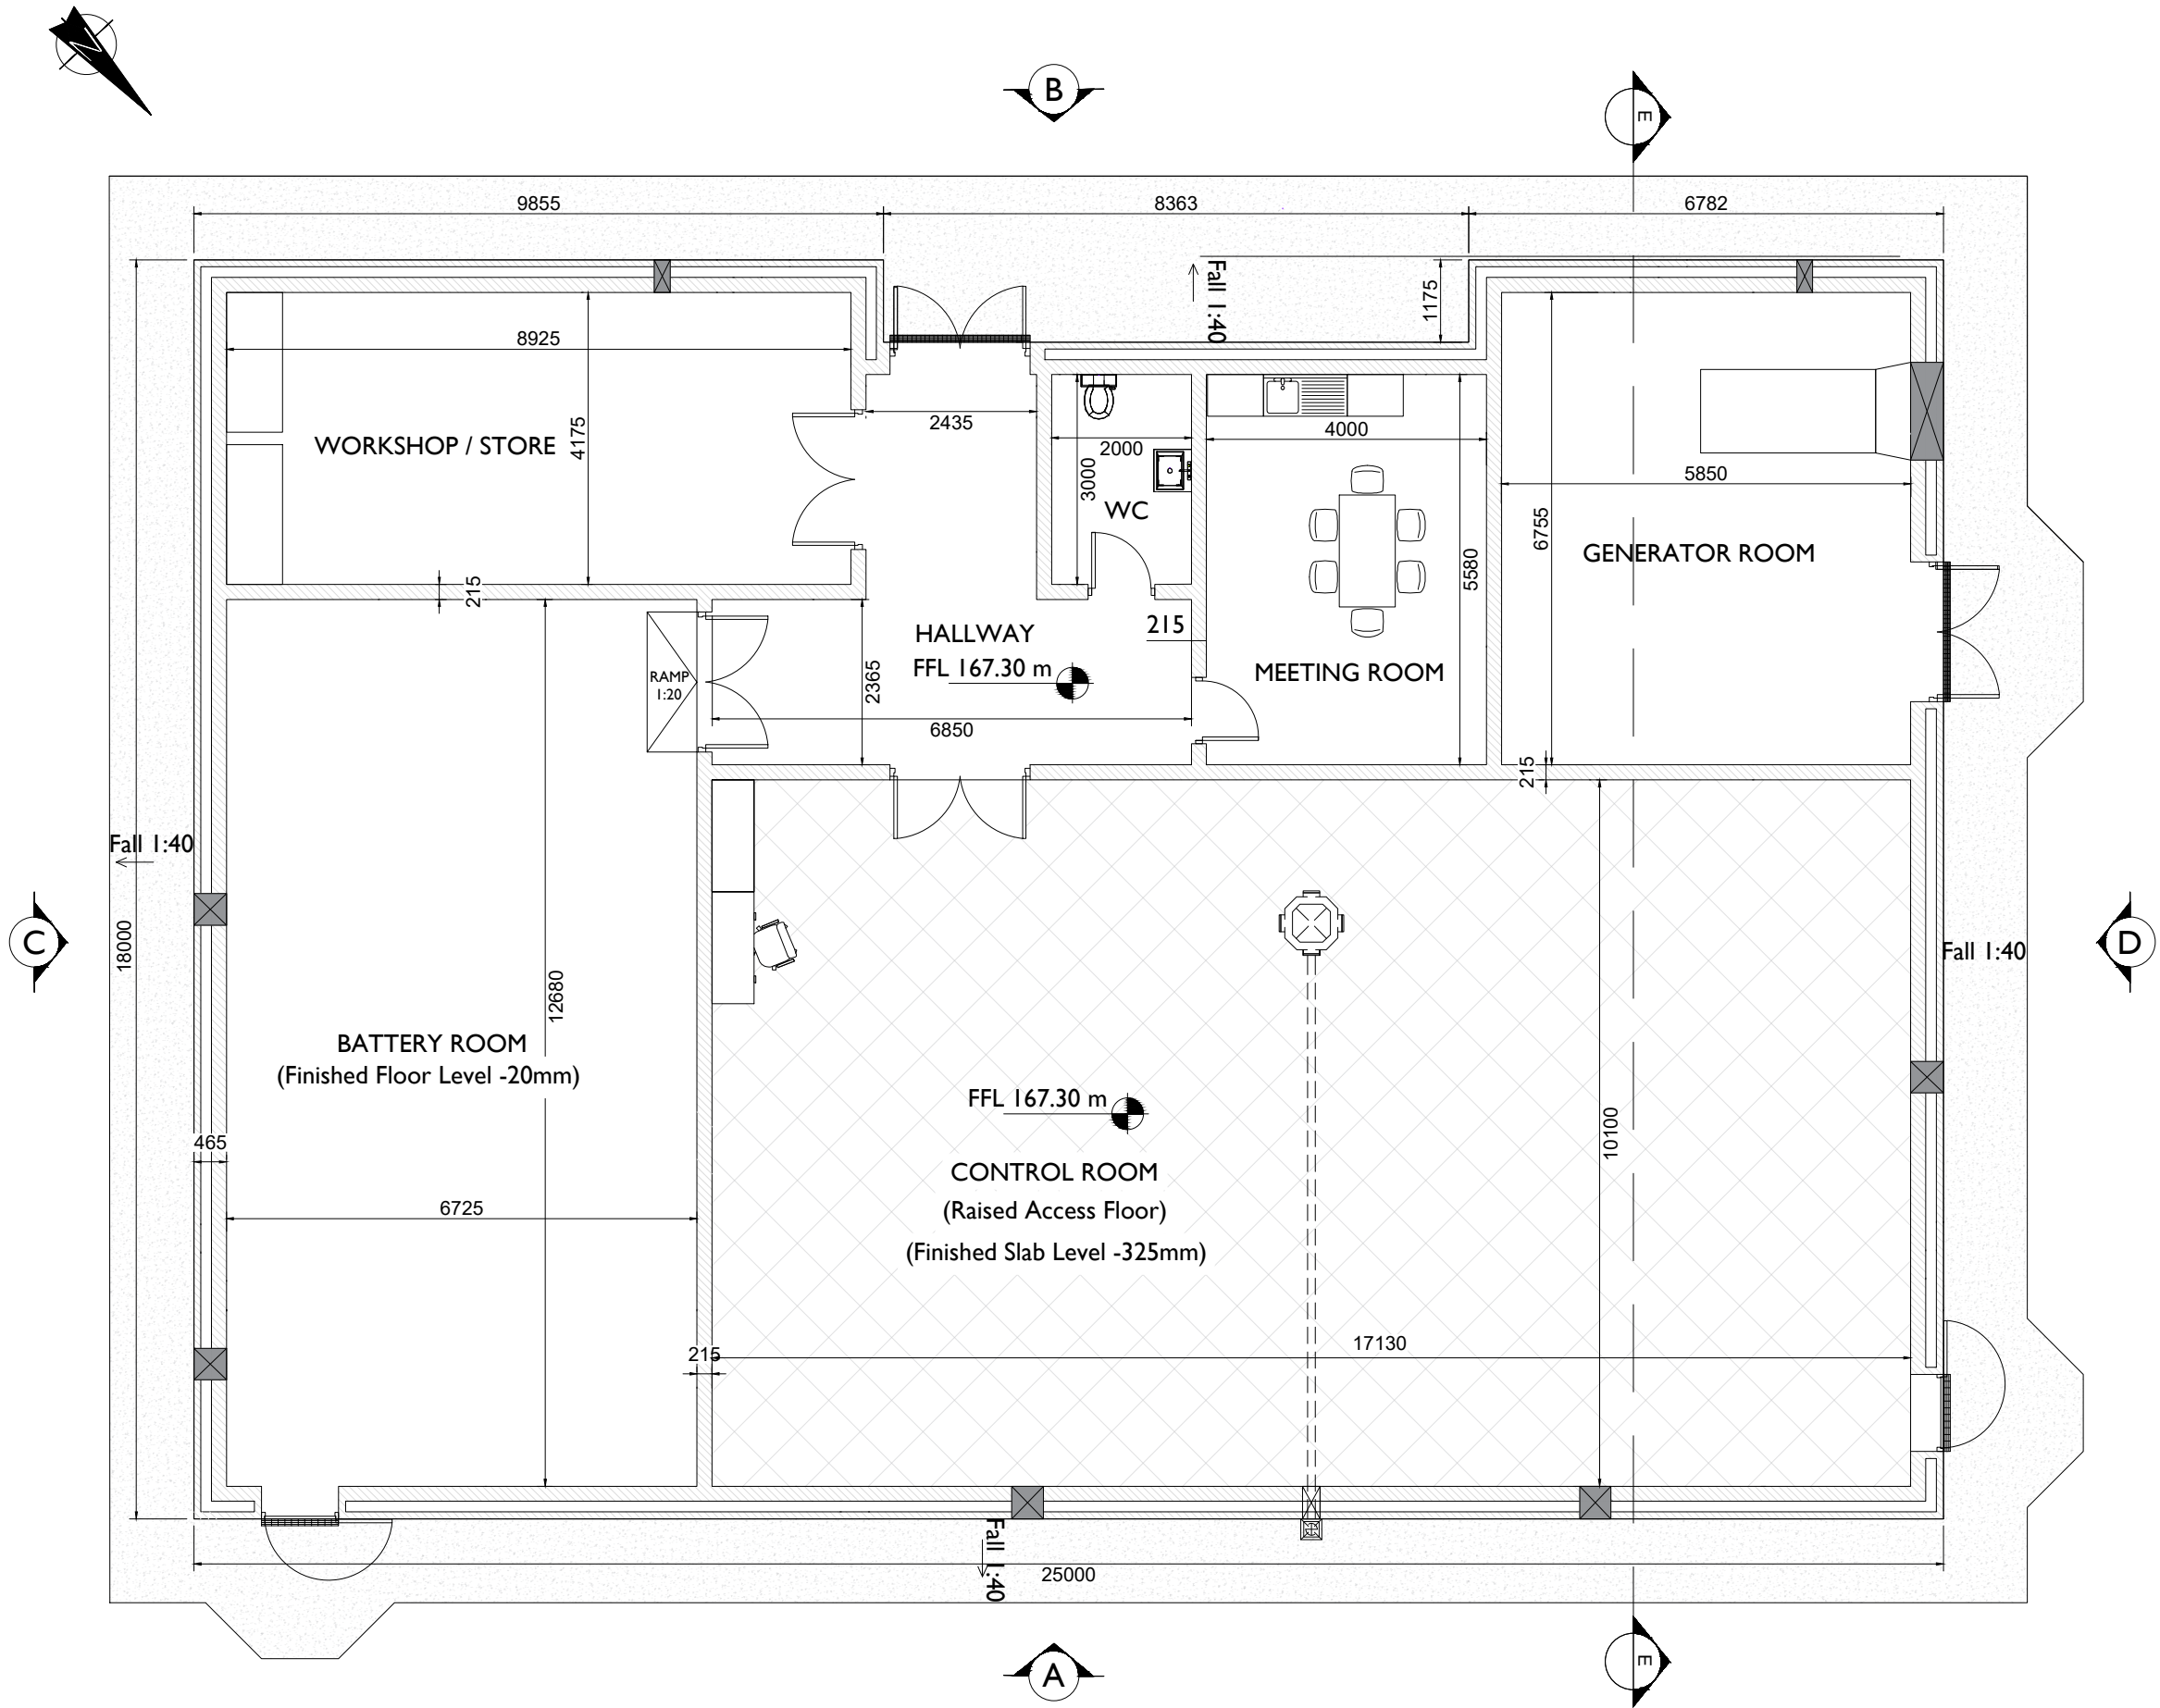 N
B
E
9855
8363
6782
Fall 1:40
1175
8925
4175
WORKSHOP / STORE
2435
2000
3000
WC
4000
5580
5850
6755
GENERATOR ROOM
215
HALLWAY
FFL 167.30 m
215
MEETING ROOM
RAMP
1:20
2365
6850
215
Fall 1:40
18000
C
12680
BATTERY ROOM
(Finished Floor Level -20mm)
465
6725
FFL 167.30 m
CONTROL ROOM
(Raised Access Floor)
(Finished Slab Level -325mm)
10100
Fall 1:40
D
215
17130
Fall 1:40
25000
A
E